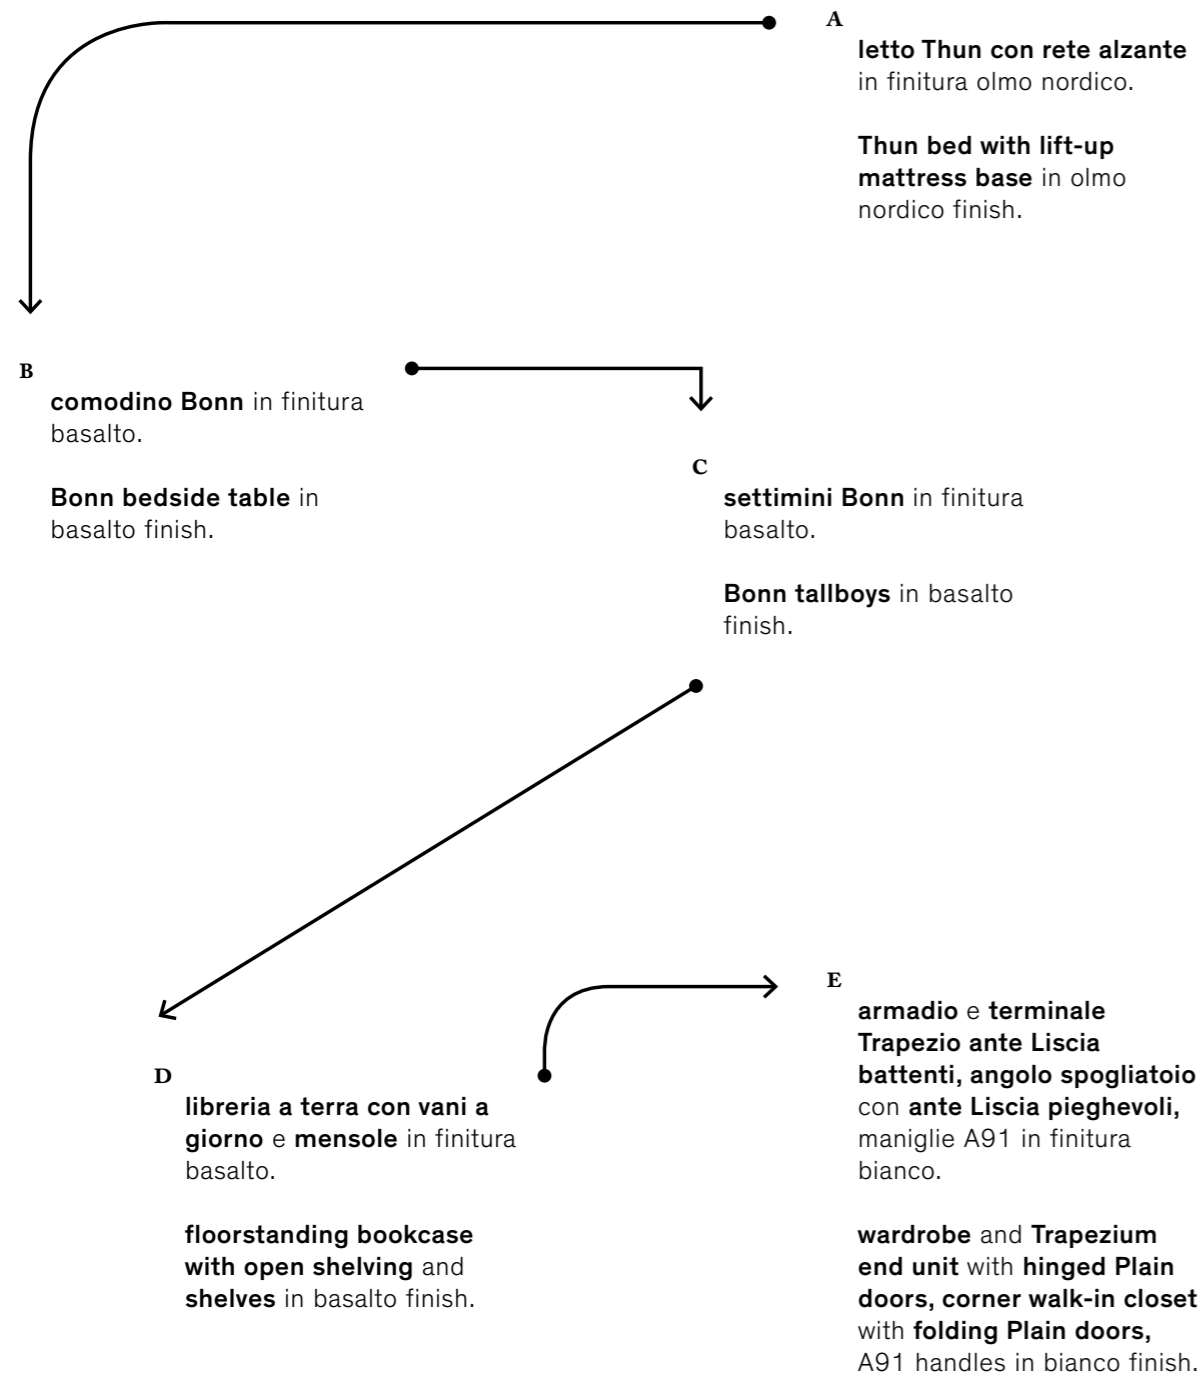 A
letto Thun con rete alzante
in finitura olmo nordico.
Thun bed with lift-up
mattress base in olmo
nordico finish.
B
comodino Bonn in finitura
basalto.
Bonn bedside table in
basalto finish.
C
settimini Bonn in finitura
basalto.
Bonn tallboys in basalto
finish.
D
libreria a terra con vani a
giorno e mensole in finitura
basalto.
floorstanding bookcase
with open shelving and
shelves in basalto finish.
E
armadio e terminale
Trapezio ante Liscia
battenti, angolo spogliatoio
con ante Liscia pieghevoli,
maniglie A91 in finitura
bianco.
wardrobe and Trapezium
end unit with hinged Plain
doors, corner walk-in closet
with folding Plain doors,
A91 handles in bianco finish.